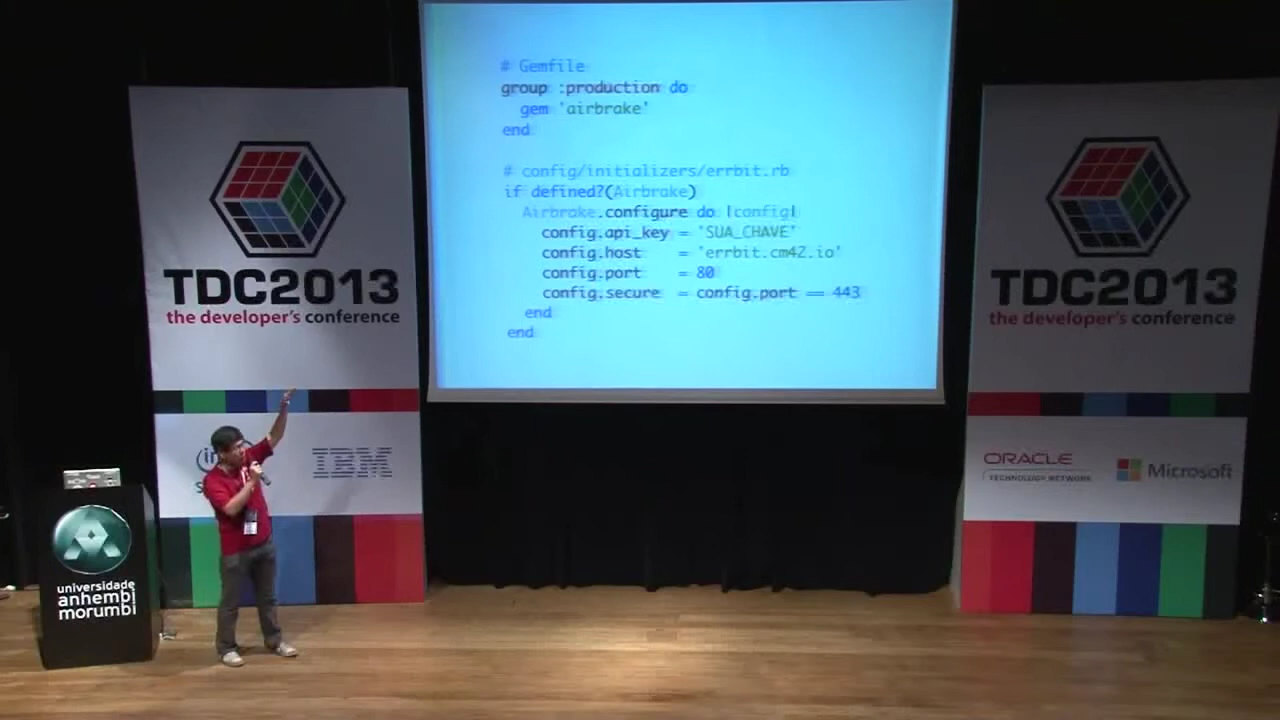 # Gemfile
group :production do
gem 'airbrake'
end
# config/initializers/errbit.rb
if defined?(Airbrake)
Airbrake.configure do |config|
config.api_key = 'SUA_CHAVE'
config.host = 'errbit.cm42.io'
config.port = 80
config.secure = config.port == 443
end
end
TDC2013
the developer's conference
TDC2013
the developer's conference
IBM
ORACLE
TECHNOLOGY NETWORK
Microsoft
universidade
anhembi
morumbi